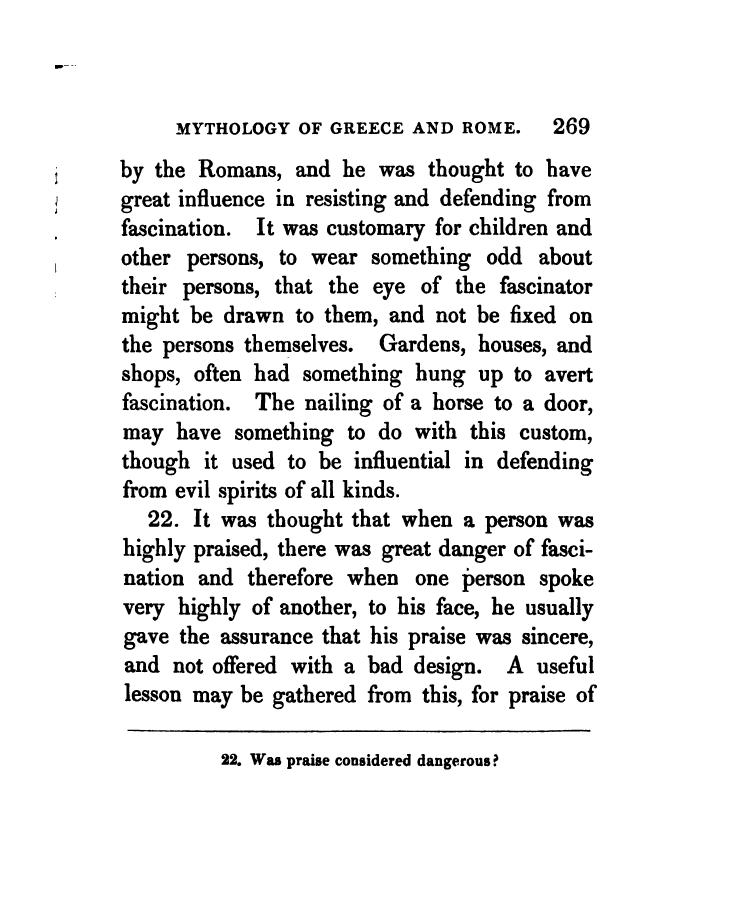 MYTHOLOGY OF GREECE AND ROME. 269
by the Romans, and he was thought to have
great influence in resisting and defending from
fascination. It was customary for children and
other persons, to wear something odd about
their persons, that the eye of the fascinator
might be drawn to them, and not be fixed on
the persons themselves. Gardens, houses, and
shops, often had something hung up to avert
fascination. The nailing of a horse to a door,
may have something to do with this custom,
though it used to be influential in defending
from evil spirits of all kinds.
22. It was thought that when a person was
highly praised, there was great danger of fasci-
nation and therefore when one person spoke
very highly of another, to his face, he usually
gave the assurance that his praise was sincere,
and not offered with a bad design. A useful
lesson may be gathered from this, for praise of
22. Was praise considered dangerous?